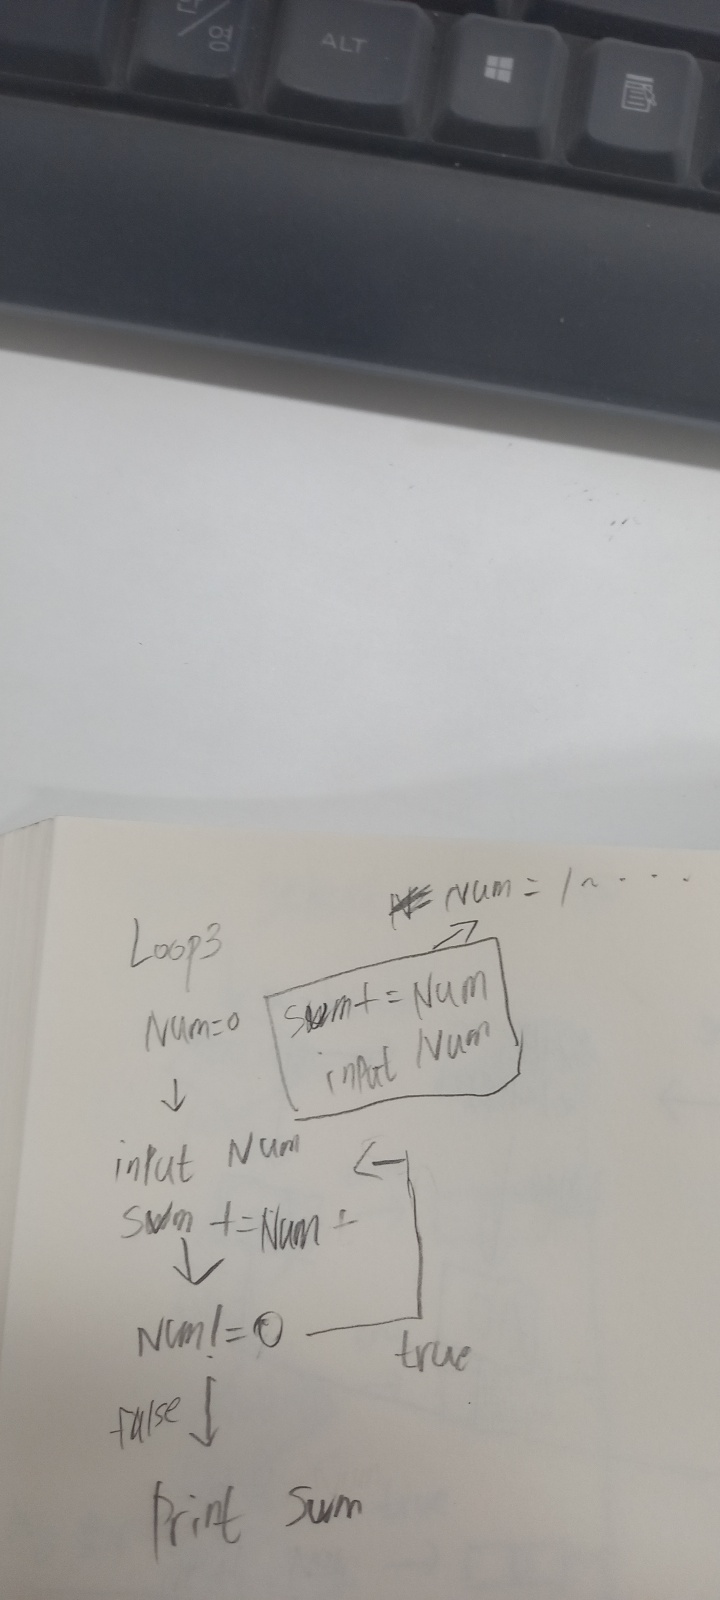 한/영
ALT
Num = 1~ · · ·
Loop3
sum += Num
Num=0
input Num
↓
input Num
←
sum += Num
↓
Num!=0
true
false ↓
Print Sum